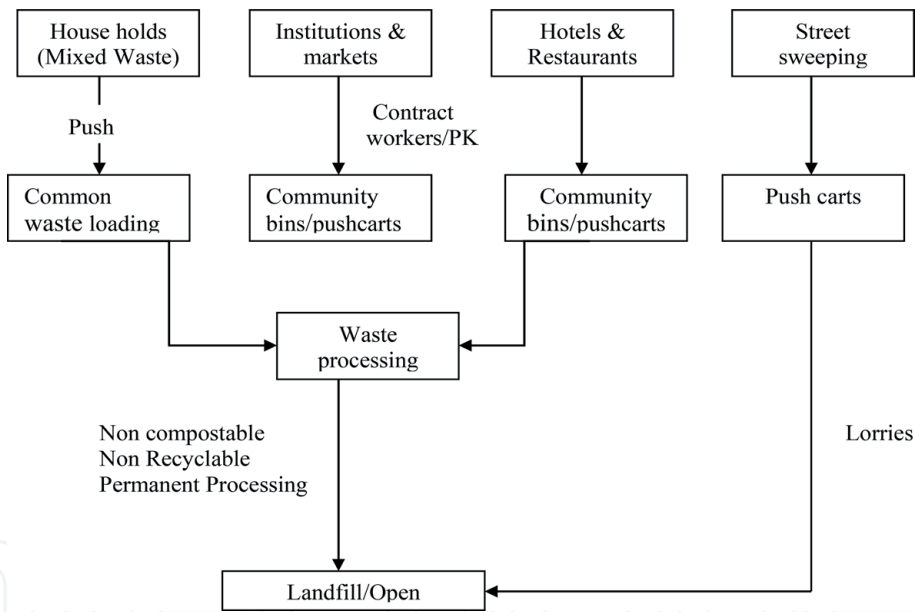 House holds
(Mixed Waste)
Institutions &
markets
Hotels &
Restaurants
Street
sweeping
Push
Contract
workers/PK
Common
waste loading
Community
bins/pushcarts
Community
bins/pushcarts
Push carts
Waste
processing
Non compostable
Non Recyclable
Permanent Processing
Lorries
Landfill/Open